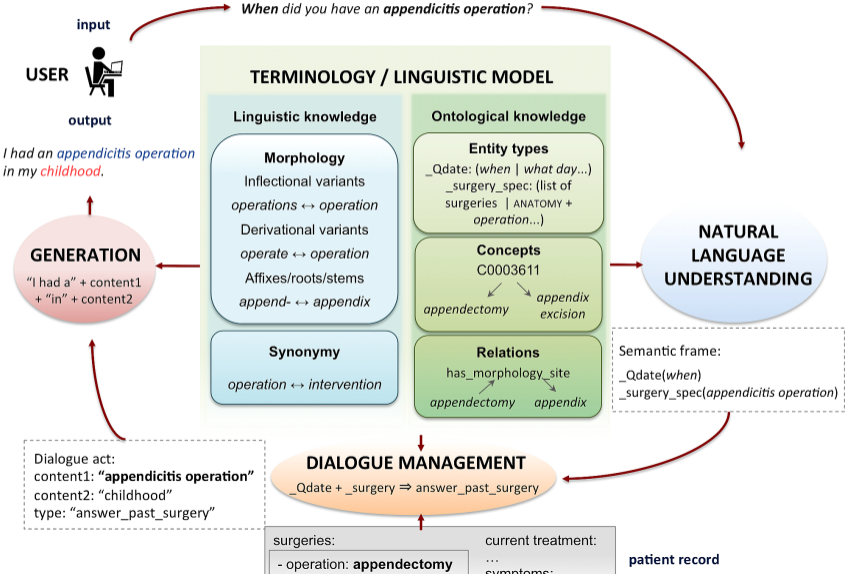 When did you have an appendicitis operation?
input
USER
output
I had an appendicitis operation
in my childhood.
TERMINOLOGY / LINGUISTIC MODEL
Linguistic knowledge
Morphology
Inflectional variants
operations ↔ operation
Derivational variants
operate ↔ operation
Affixes/roots/stems
append- ↔ appendix
Synonymy
operation ↔ intervention
Ontological knowledge
Entity types
_Qdate: (when | what day...)
_surgery_spec: (list of
surgeries | ANATOMY +
operation...)
Concepts
C0003611
appendectomy
appendix
excision
Relations
has_morphology_site
appendectomy
appendix
NATURAL
LANGUAGE
UNDERSTANDING
Semantic frame:
_Qdate(when)
_surgery_spec(appendicitis operation)
GENERATION
“I had a” + content1
+ “in” + content2
Dialogue act:
content1: “appendicitis operation”
content2: “childhood”
type: “answer_past_surgery”
DIALOGUE MANAGEMENT
_Qdate + _surgery ⇒ answer_past_surgery
surgeries:
- operation: appendectomy
current treatment:
...
symptoms:
patient record